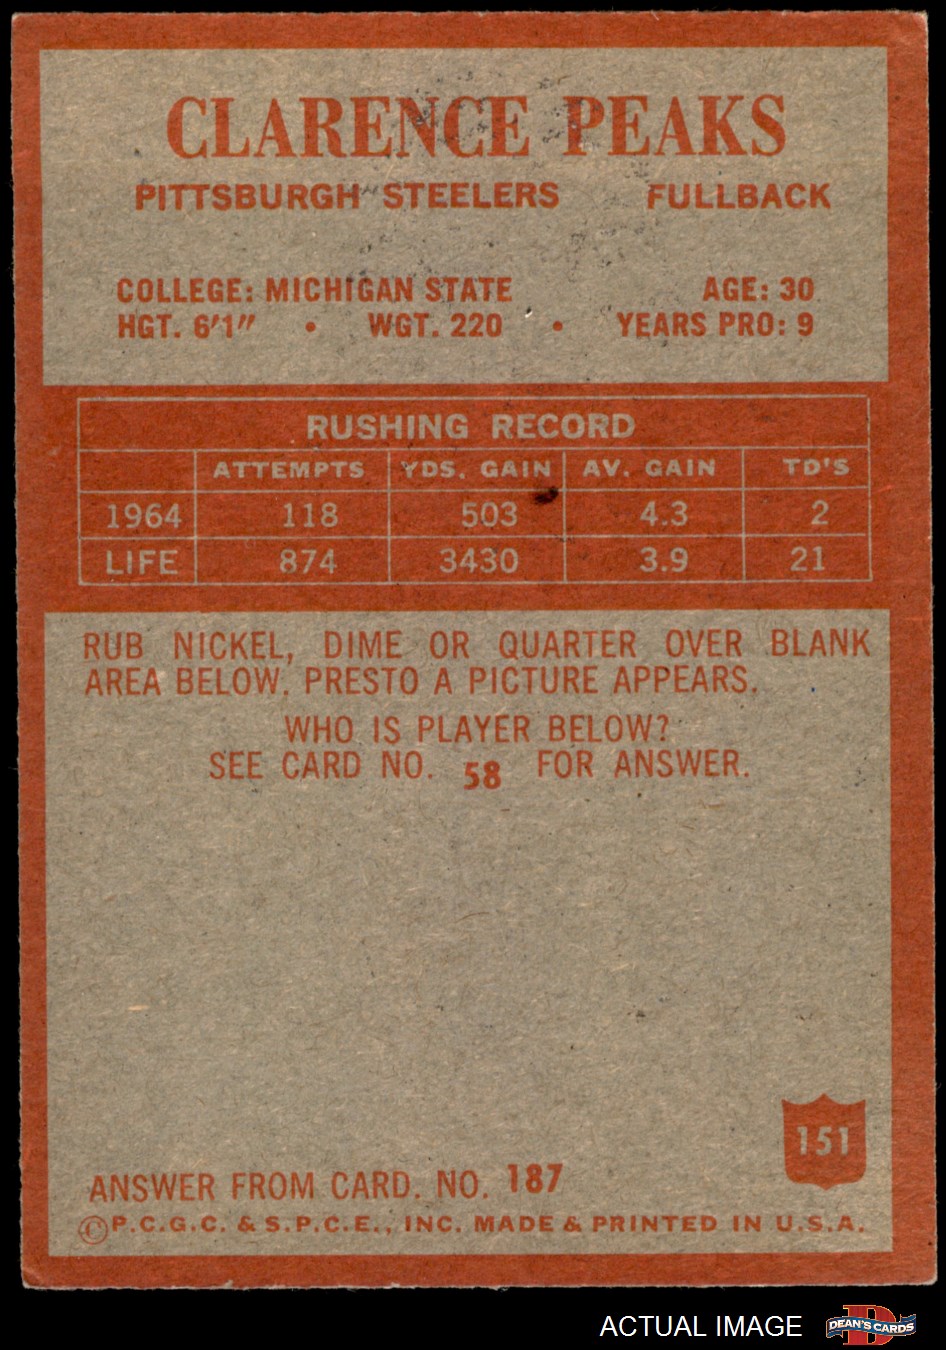 CLARENCE PEAKS
PITTSBURGH STEELERS FULLBACK
COLLEGE: MICHIGAN STATE AGE: 30
HGT. 6'1" • WGT. 220 • YEARS PRO: 9
RUSHING RECORD
ATTEMPTS YDS. GAIN AV. GAIN TD'S
1964 118 503 4.3 2
LIFE 874 3430 3.9 21
RUB NICKEL, DIME OR QUARTER OVER BLANK
AREA BELOW. PRESTO A PICTURE APPEARS.
WHO IS PLAYER BELOW?
SEE CARD NO. 58 FOR ANSWER.
151
ANSWER FROM CARD. NO. 187
©P.C.G.C. & S.P.C.E., INC. MADE & PRINTED IN U.S.A.
ACTUAL IMAGE
D
DEAN'S CARDS